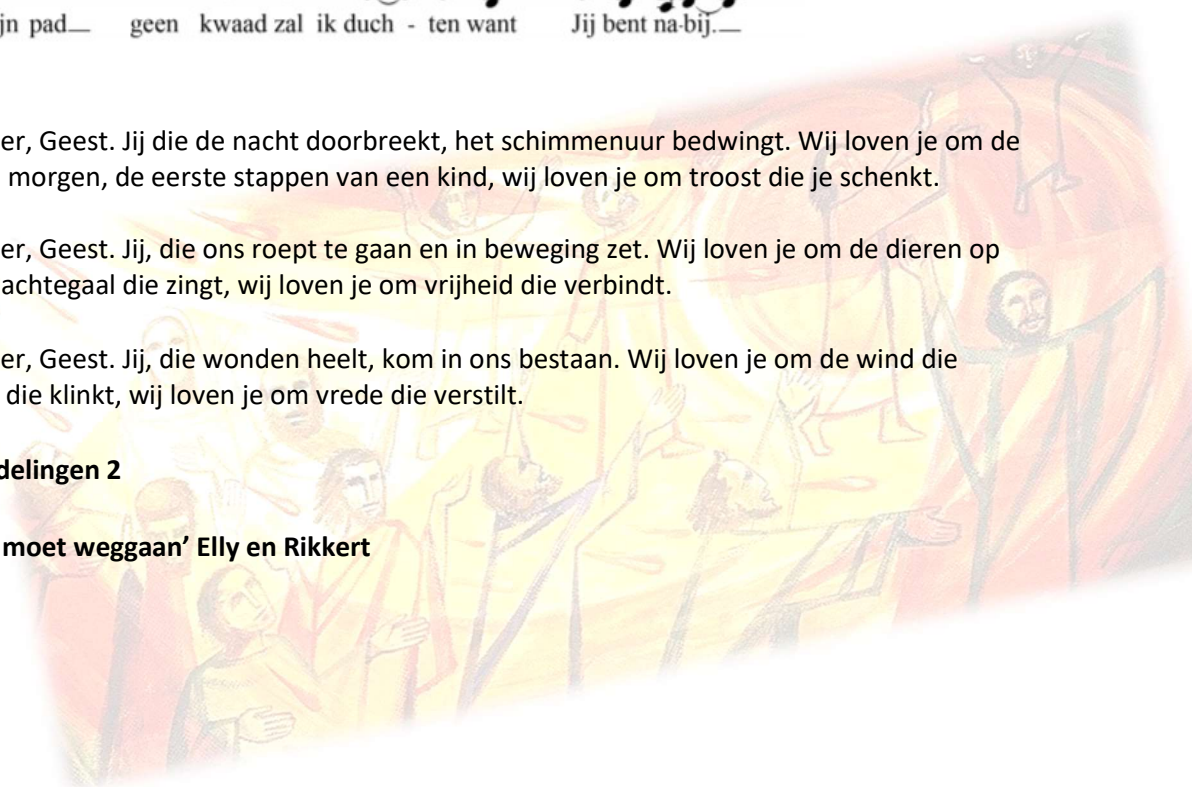 jn pad__ geen kwaad zal ik duch - ten want Jij bent na-bij.__
er, Geest. Jij die de nacht doorbreekt, het schimmenuur bedwingt. Wij loven je om de
morgen, de eerste stappen van een kind, wij loven je om troost die je schenkt.
er, Geest. Jij, die ons roept te gaan en in beweging zet. Wij loven je om de dieren op
achtegaal die zingt, wij loven je om vrijheid die verbindt.
er, Geest. Jij, die wonden heelt, kom in ons bestaan. Wij loven je om de wind die
die klinkt, wij loven je om vrede die verstilt.
delingen 2
moet weggaan’ Elly en Rikkert